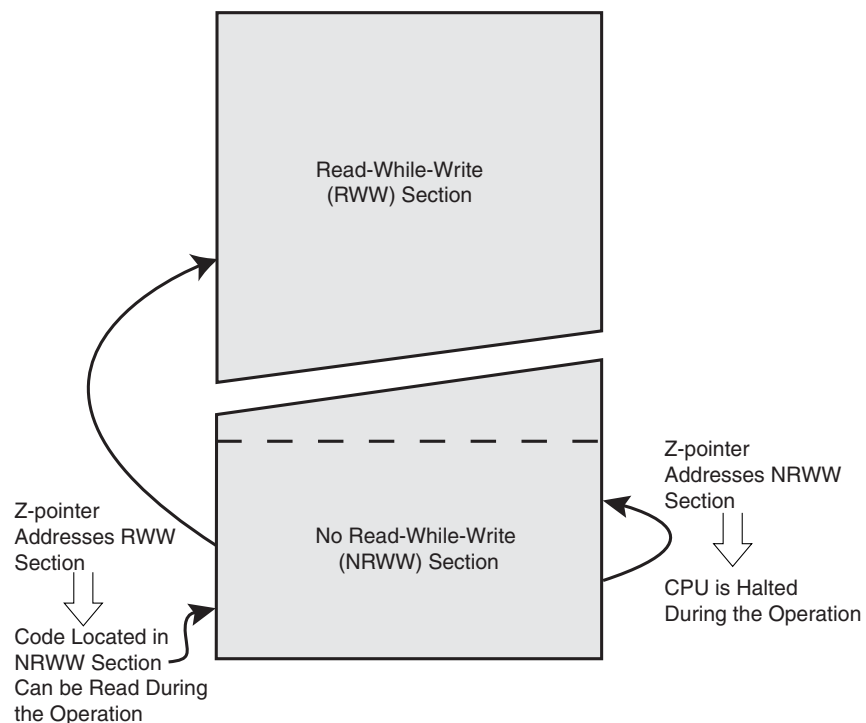 Read-While-Write
(RWW) Section
Z-pointer
Addresses NRWW
Section
Z-pointer
Addresses RWW
Section
No Read-While-Write
(NRWW) Section
CPU is Halted
During the Operation
Code Located in
NRWW Section
Can be Read During
the Operation